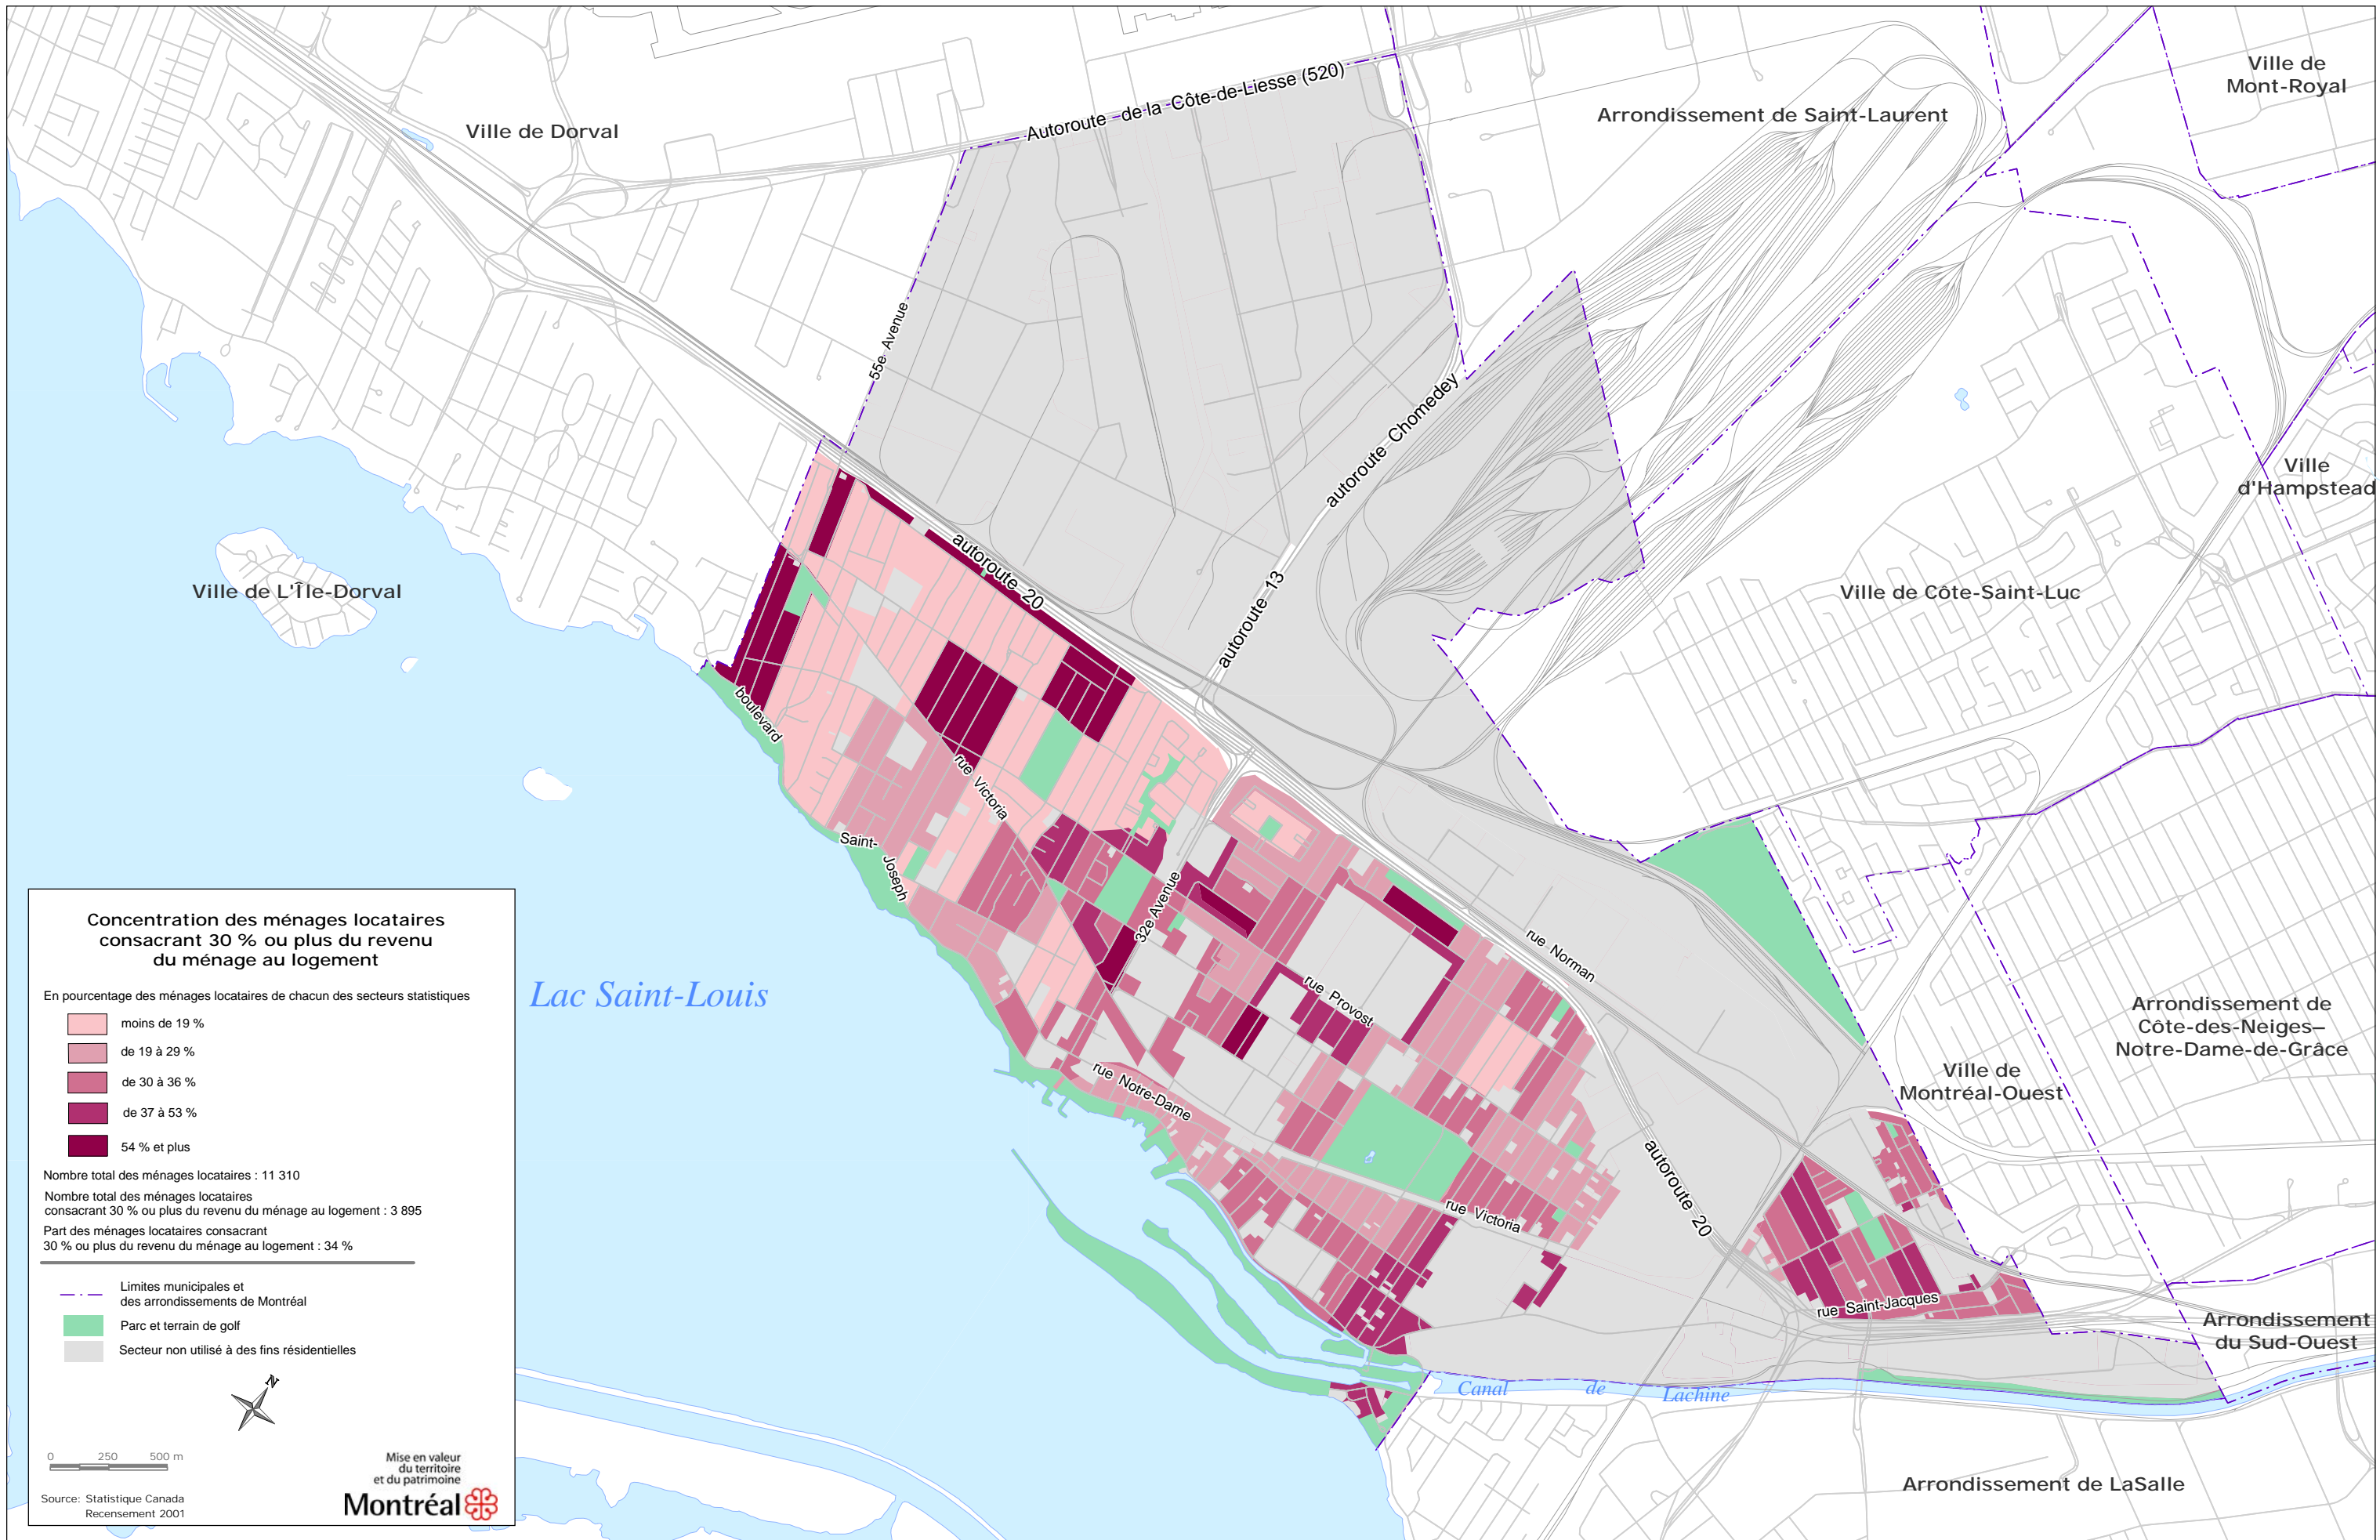 Ville de
Mont-Royal
Arrondissement de Saint-Laurent
Ville de Dorval
Autoroute de la Côte-de-Liesse (520)
55e Avenue
autoroute Chomedey
Ville
d'Hampstead
autoroute 20
autoroute 13
Ville de L'Île-Dorval
Ville de Côte-Saint-Luc
boulevard
rue Victoria
Saint-
Joseph
32e Avenue
rue Norman
rue Provost
Lac Saint-Louis
Arrondissement de
Côte-des-Neiges–
Notre-Dame-de-Grâce
Ville de
Montréal-Ouest
rue Notre-Dame
autoroute 20
rue Victoria
rue Saint-Jacques
Arrondissement
du Sud-Ouest
Canal de Lachine
Arrondissement de LaSalle
Concentration des ménages locataires
consacrant 30 % ou plus du revenu
du ménage au logement
En pourcentage des ménages locataires de chacun des secteurs statistiques
moins de 19 %
de 19 à 29 %
de 30 à 36 %
de 37 à 53 %
54 % et plus
Nombre total des ménages locataires : 11 310
Nombre total des ménages locataires
consacrant 30 % ou plus du revenu du ménage au logement : 3 895
Part des ménages locataires consacrant
30 % ou plus du revenu du ménage au logement : 34 %
Limites municipales et
des arrondissements de Montréal
Parc et terrain de golf
Secteur non utilisé à des fins résidentielles
N
0 250 500 m
Mise en valeur
du territoire
et du patrimoine
Montréal
Source: Statistique Canada
Recensement 2001